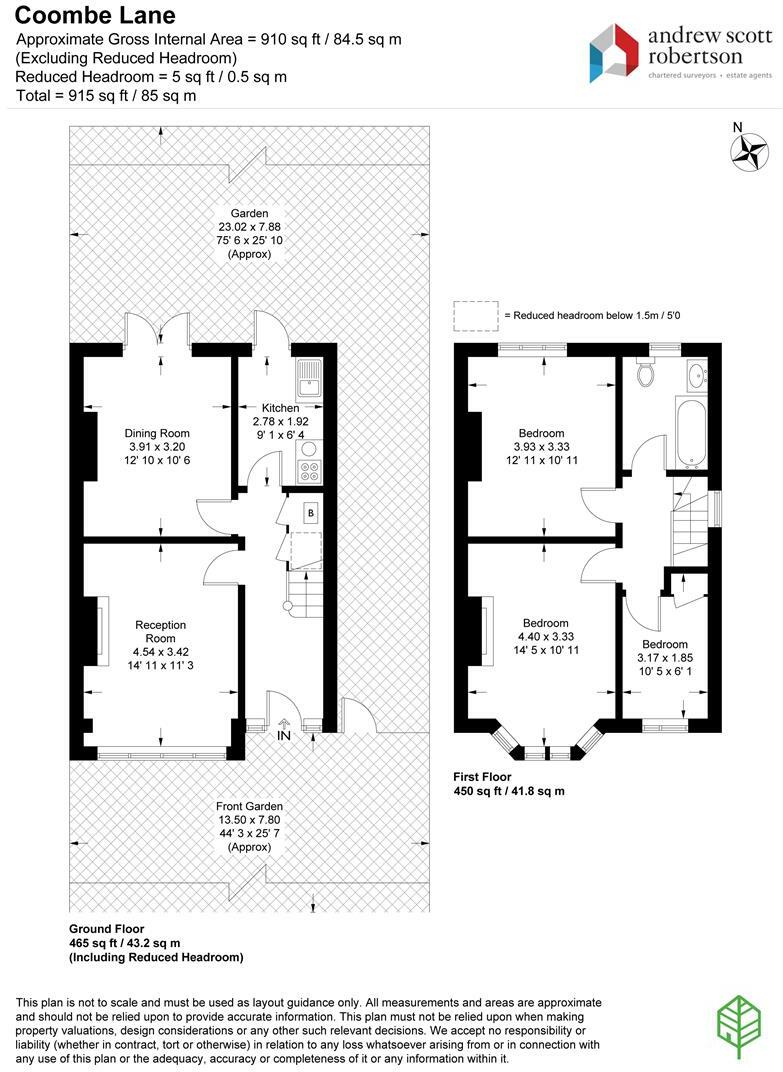 Coombe Lane
Approximate Gross Internal Area = 910 sq ft / 84.5 sq m
(Excluding Reduced Headroom)
Reduced Headroom = 5 sq ft / 0.5 sq m
Total = 915 sq ft / 85 sq m
andrew scott
robertson
chartered surveyors • estate agents
N
Garden
23.02 x 7.88
75' 6 x 25' 10
(Approx)
= Reduced headroom below 1.5m / 5'0
Dining Room
3.91 x 3.20
12' 10 x 10' 6
Kitchen
2.78 x 1.92
9' 1 x 6' 4
B
Reception
Room
4.54 x 3.42
14' 11 x 11' 3
IN
Bedroom
3.93 x 3.33
12' 11 x 10' 11
Bedroom
4.40 x 3.33
14' 5 x 10' 11
Bedroom
3.17 x 1.85
10' 5 x 6' 1
First Floor
450 sq ft / 41.8 sq m
Front Garden
13.50 x 7.80
44' 3 x 25' 7
(Approx)
Ground Floor
465 sq ft / 43.2 sq m
(Including Reduced Headroom)
This plan is not to scale and must be used as layout guidance only. All measurements and areas are approximate
and should not be relied upon to provide accurate information. This plan must not be relied upon when making
property valuations, design considerations or any other such relevant decisions. We accept no responsibility or
liability (whether in contract, tort or otherwise) in relation to any loss whatsoever arising from or in connection with
any use of this plan or the adequacy, accuracy or completeness of it or any information within it.